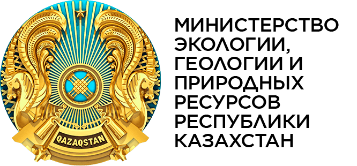 МИНИСТЕРСТВО
ЭКОЛОГИИ,
ГЕОЛОГИИ И
ПРИРОДНЫХ
РЕСУРСОВ
РЕСПУБЛИКИ
КАЗАХСТАН
QAZAQSTAN